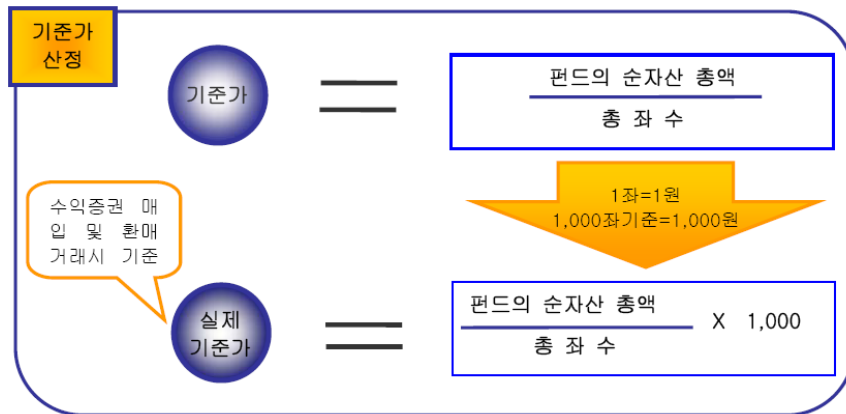 기준가
산정
기준가
펀드의 순자산 총액
총 좌 수
1좌=1원
1,000좌기준=1,000원
수익증권 매
입 및 환매
거래시 기준
실제
기준가
펀드의 순자산 총액
총 좌 수
X 1,000